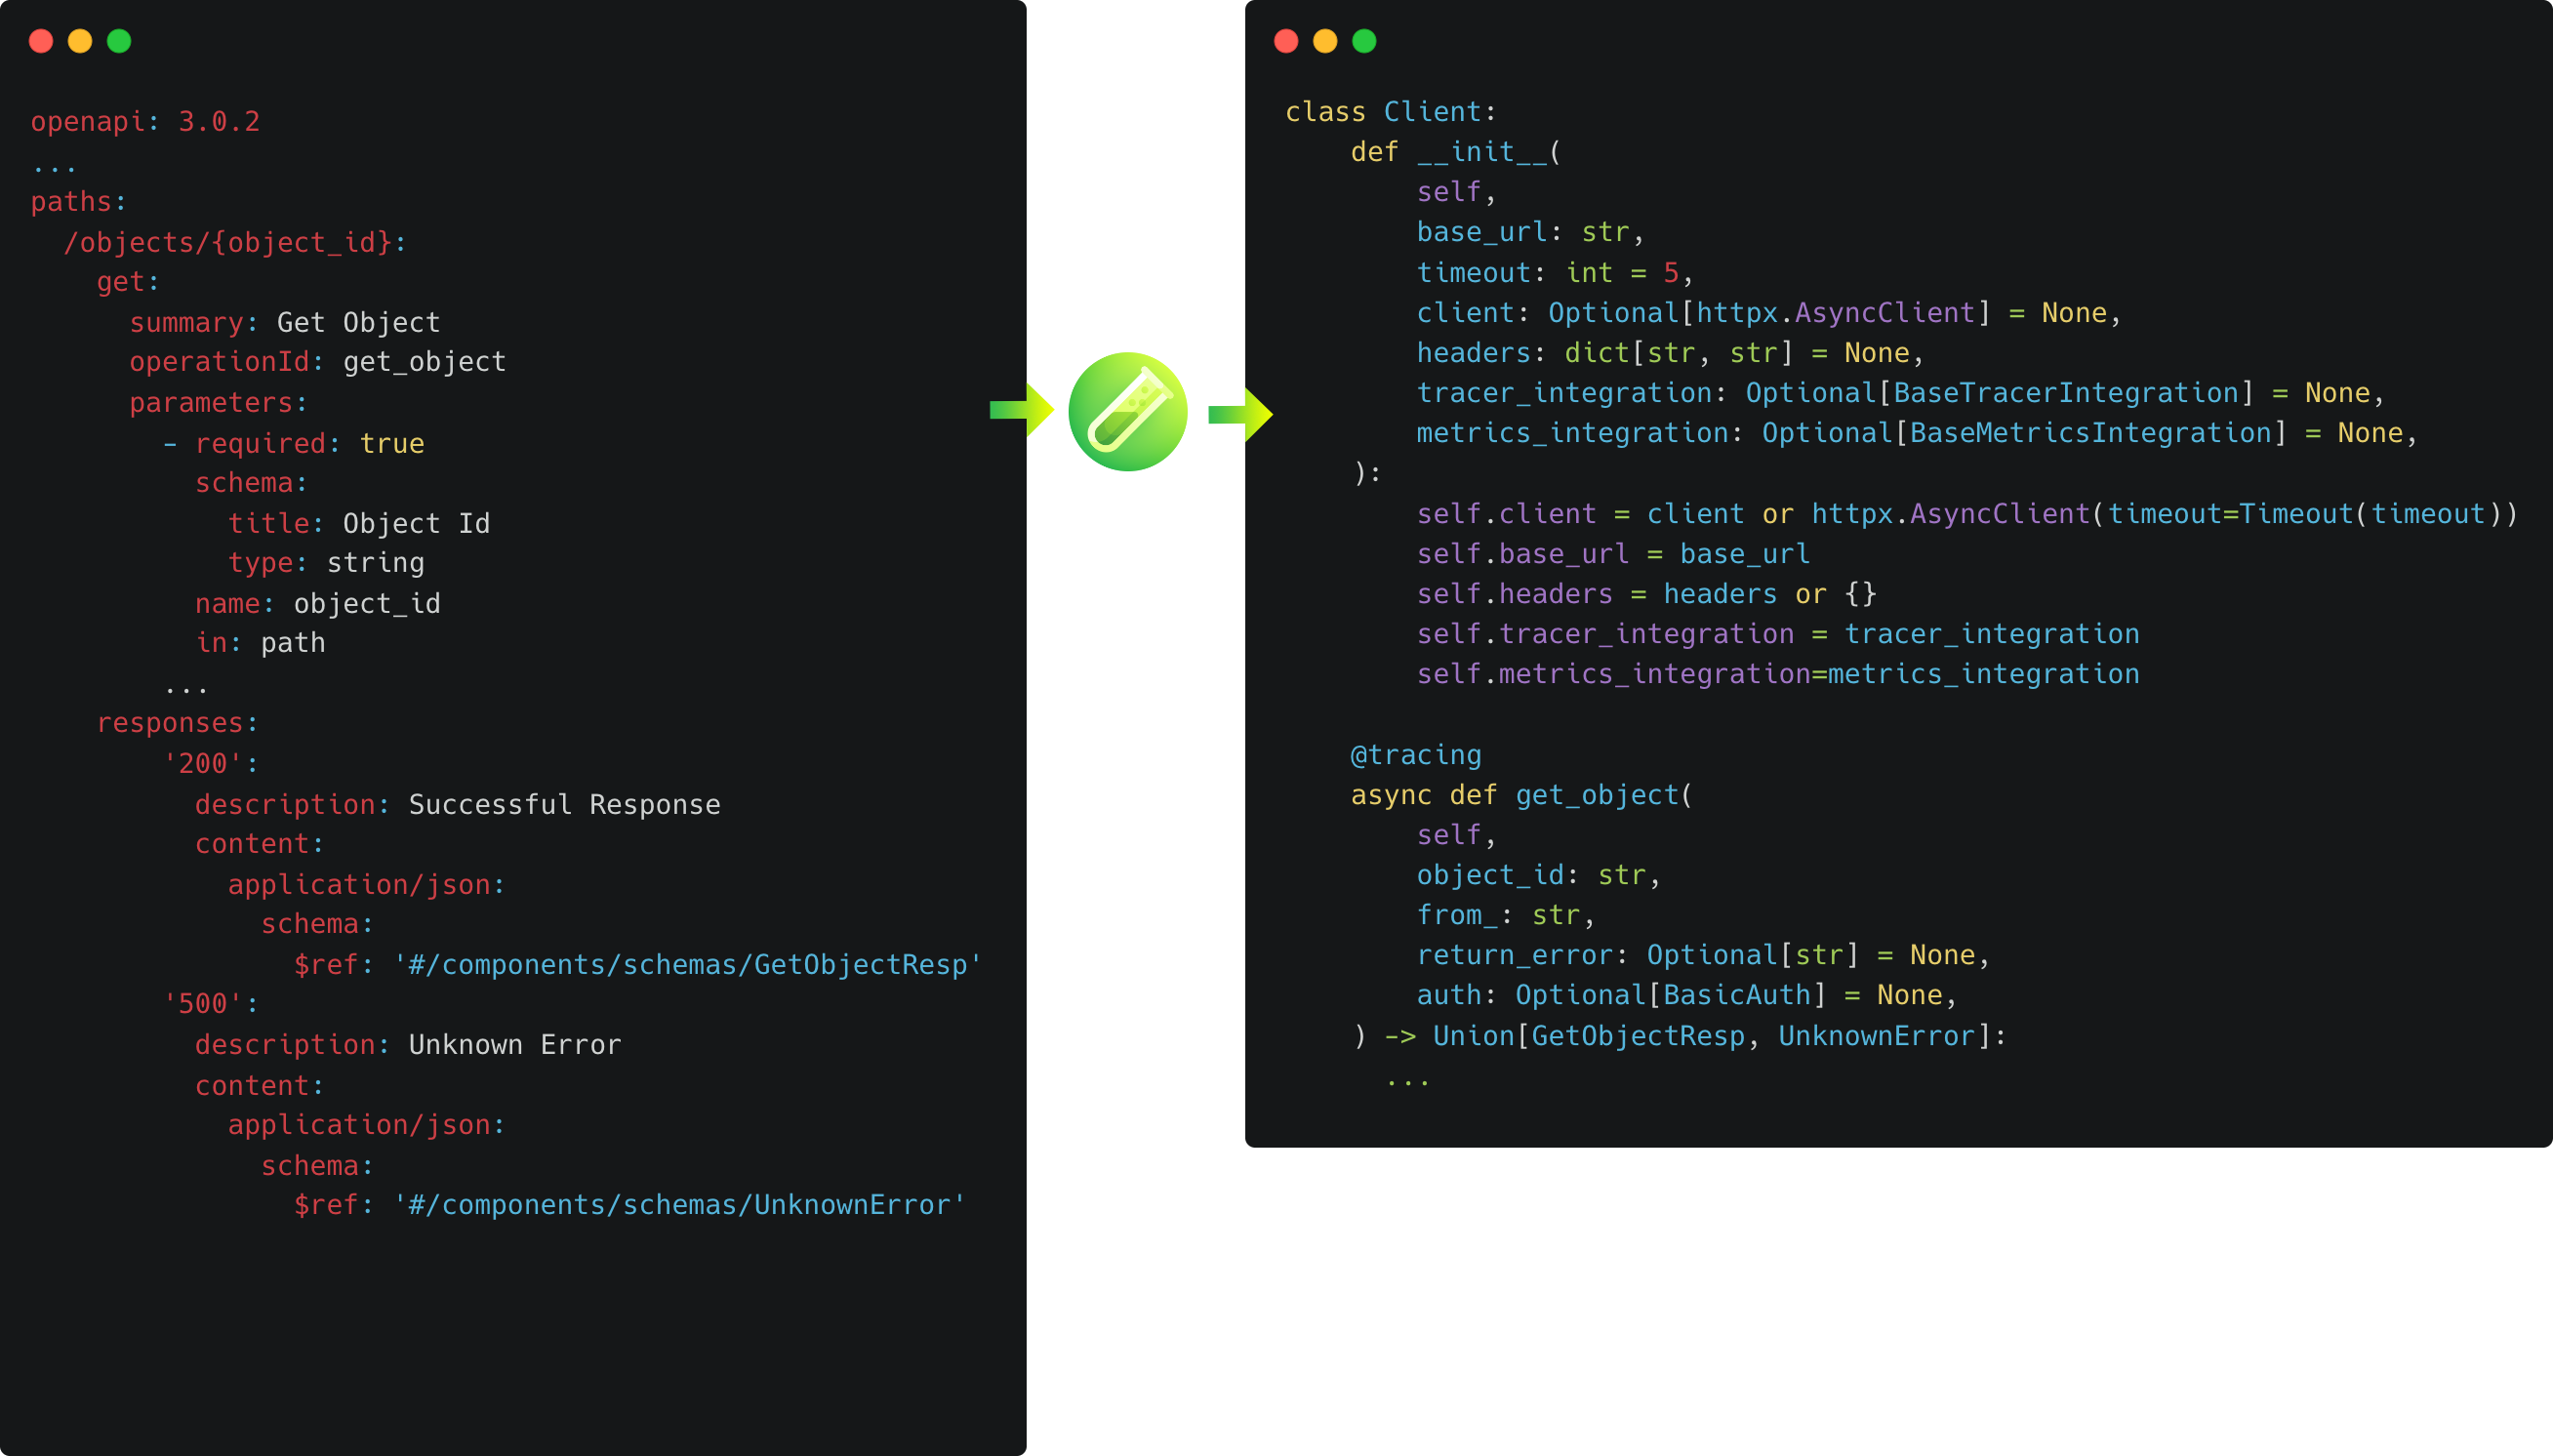 openapi: 3.0.2
...
paths:
  /objects/{object_id}:
    get:
      summary: Get Object
      operationId: get_object
      parameters:
        - required: true
          schema:
            title: Object Id
            type: string
          name: object_id
          in: path
        ...
    responses:
        '200':
          description: Successful Response
          content:
            application/json:
              schema:
                $ref: '#/components/schemas/GetObjectResp'
        '500':
          description: Unknown Error
          content:
            application/json:
              schema:
                $ref: '#/components/schemas/UnknownError'
class Client:
    def __init__(
        self,
        base_url: str,
        timeout: int = 5,
        client: Optional[httpx.AsyncClient] = None,
        headers: dict[str, str] = None,
        tracer_integration: Optional[BaseTracerIntegration] = None,
        metrics_integration: Optional[BaseMetricsIntegration] = None,
    ):
        self.client = client or httpx.AsyncClient(timeout=Timeout(timeout))
        self.base_url = base_url
        self.headers = headers or {}
        self.tracer_integration = tracer_integration
        self.metrics_integration=metrics_integration

    @tracing
    async def get_object(
        self,
        object_id: str,
        from_: str,
        return_error: Optional[str] = None,
        auth: Optional[BasicAuth] = None,
    ) -> Union[GetObjectResp, UnknownError]:
      ...